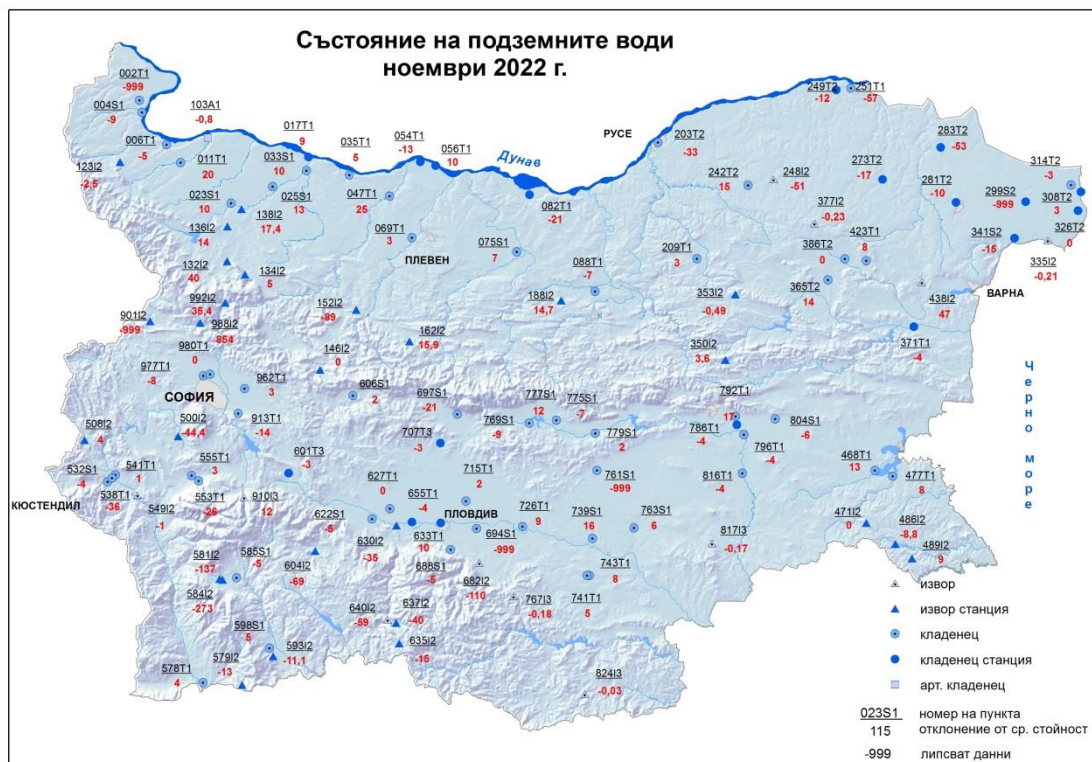 Състояние на подземните води
ноември 2022 г.
002T1
-999
004S1
-9
103A1
-0,8
006T1
-5
017T1
9
011T1
20
033S1
10
035T1
5
054T1
-13
056T1
10
Дунав
РУСЕ
203T2
-33
249T2
-12
251T1
-57
283T2
-53
123I2
-2,5
023S1
10
025S1
13
138I2
17,4
047T1
25
082T1
-21
242T2
15
248I2
-51
273T2
-17
281T2
-10
314T2
-3
299S2
-999
308T2
3
326T2
0
136I2
14
069T1
3
ПЛЕВЕН
075S1
7
377I2
-0,23
423T1
8
386T2
0
341S2
-15
335I2
-0,21
ВАРНА
132I2
40
134I2
5
088T1
-7
209T1
3
365T2
14
438I2
47
992I2
35,4
152I2
-89
188I2
14,7
353I2
-0,49
901I2
-999
988I2
854
162I2
15,9
371T1
-4
980T1
0
146I2
0
350I2
3,6
977T1
-8
СОФИЯ
962T1
3
606S1
2
697S1
-21
777S1
12
775S1
-7
769S1
-9
792T1
17
804S1
-6
Черно море
508I2
4
500I2
-44,4
913T1
-14
707T3
-3
779S1
2
786T1
-4
796T1
-4
532S1
-4
541T1
1
555T1
3
601T3
-3
627T1
0
715T1
2
761S1
-999
816T1
-4
468T1
13
477T1
8
КЮСТЕНДИЛ
538T1
-36
549I2
-1
553T1
-26
910I3
12
622S1
-5
655T1
-4
ПЛОВДИВ
726T1
9
739S1
16
763S1
6
471I2
0
486I2
-8,8
489I2
9
630I2
-35
633T1
10
694S1
-999
817I3
-0,17
581I2
-137
585S1
-5
604I2
-69
688S1
-5
682I2
-110
743T1
8
741T1
5
584I2
-273
640I2
-59
637I2
-40
767I3
-0,18
598S1
5
593I2
-11,1
635I2
-15
578T1
4
579I2
-13
824I3
-0,03
извор
извор станция
кладенец
кладенец станция
арт. кладенец
023S1 номер на пункта
115 отклонение от ср. стойност
-999 липсват данни